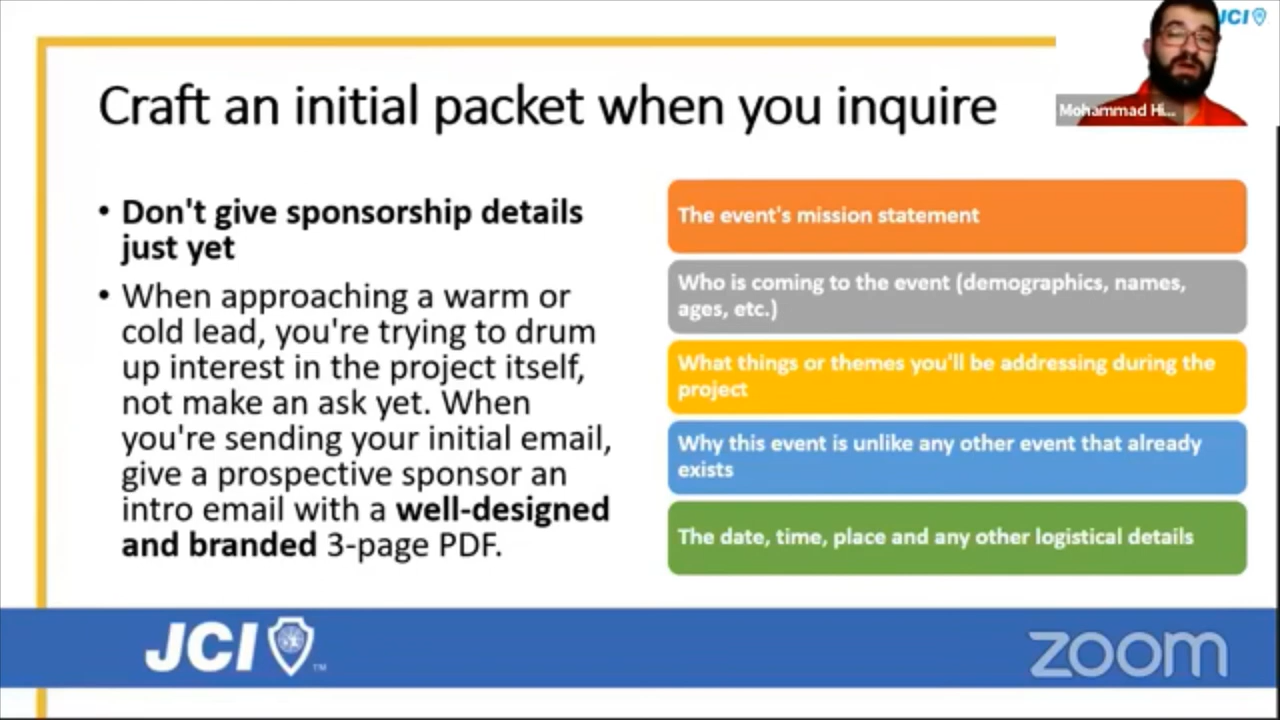 JCI
Craft an initial packet when you inquire
Mohammad Hi...
• Don't give sponsorship details
just yet
• When approaching a warm or
cold lead, you're trying to drum
up interest in the project itself,
not make an ask yet. When
you're sending your initial email,
give a prospective sponsor an
intro email with a well-designed
and branded 3-page PDF.
The event's mission statement
Who is coming to the event (demographics, names,
ages, etc.)
What things or themes you'll be addressing during the
project
Why this event is unlike any other event that already
exists
The date, time, place and any other logistical details
JCI ™
zoom